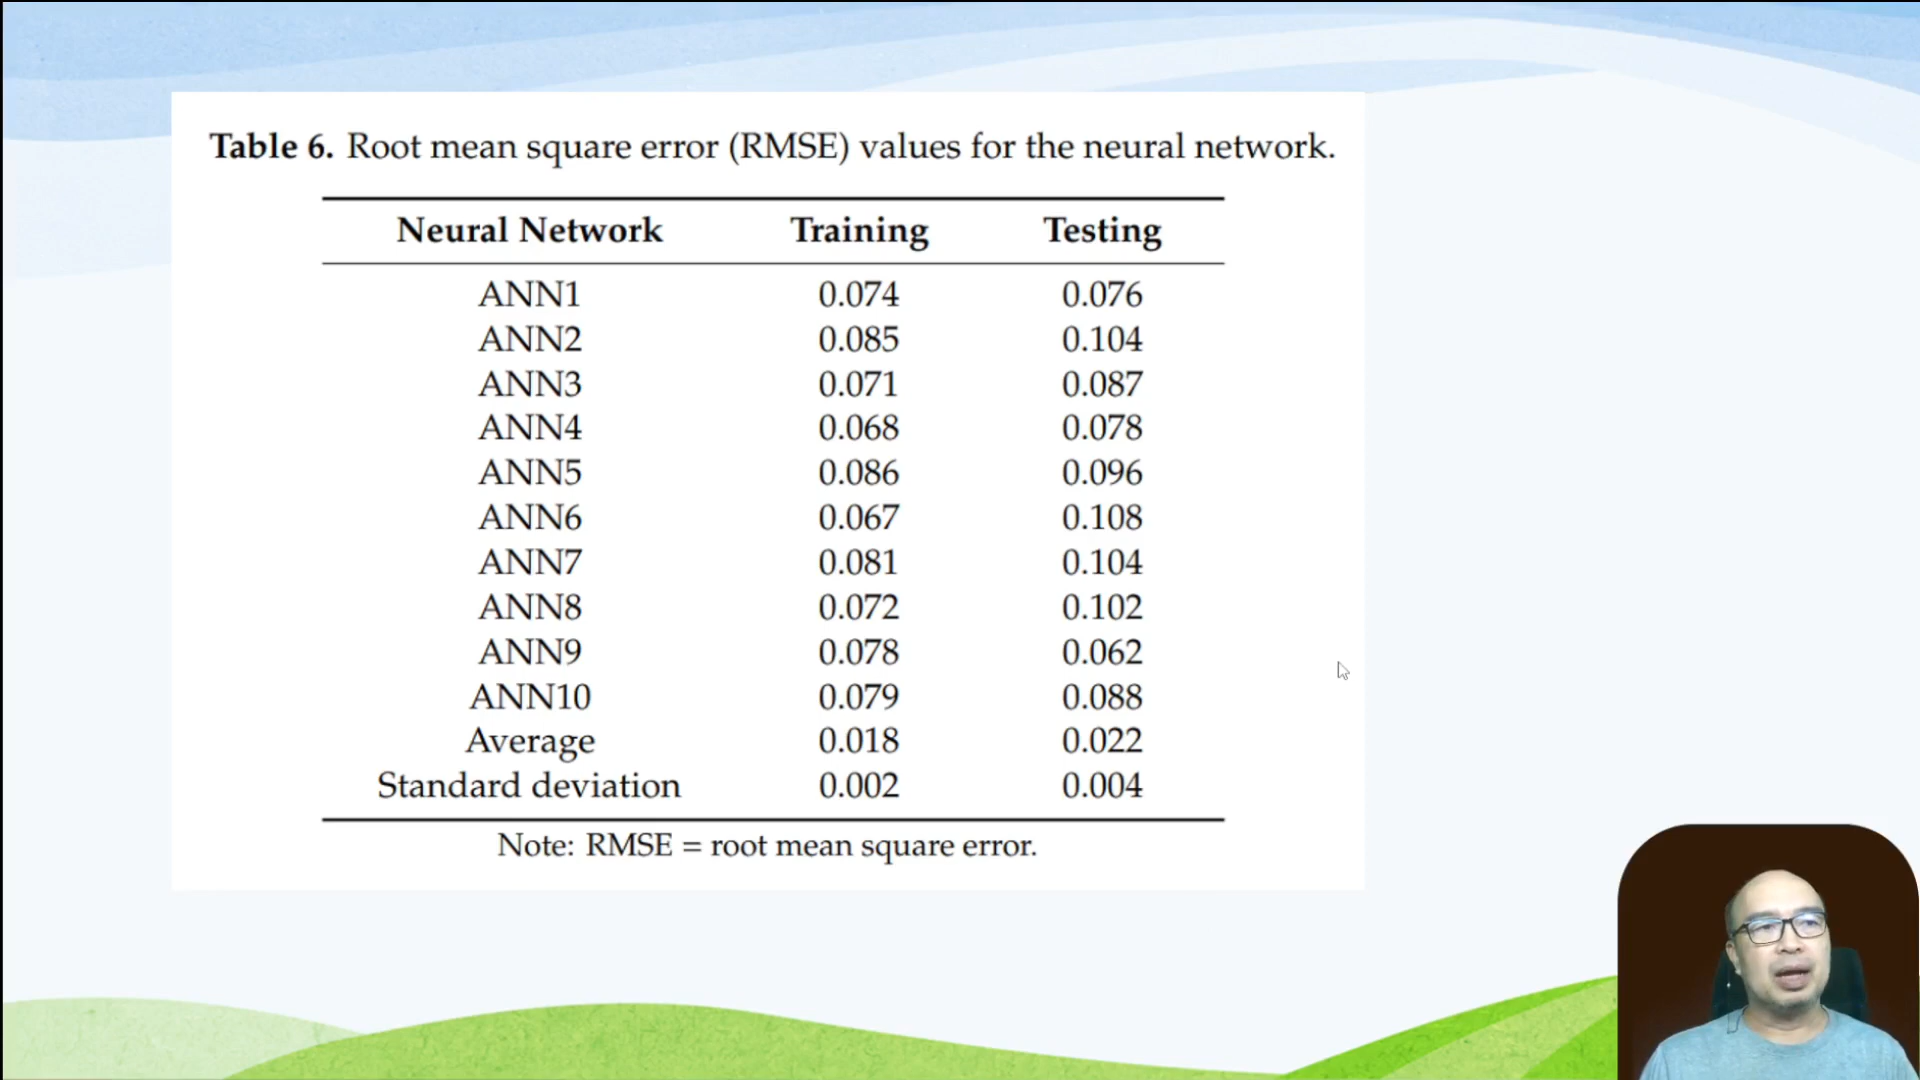 Table 6. Root mean square error (RMSE) values for the neural network.
Neural Network Training Testing
ANN1 0.074 0.076
ANN2 0.085 0.104
ANN3 0.071 0.087
ANN4 0.068 0.078
ANN5 0.086 0.096
ANN6 0.067 0.108
ANN7 0.081 0.104
ANN8 0.072 0.102
ANN9 0.078 0.062
ANN10 0.079 0.088
Average 0.018 0.022
Standard deviation 0.002 0.004
Note: RMSE = root mean square error.